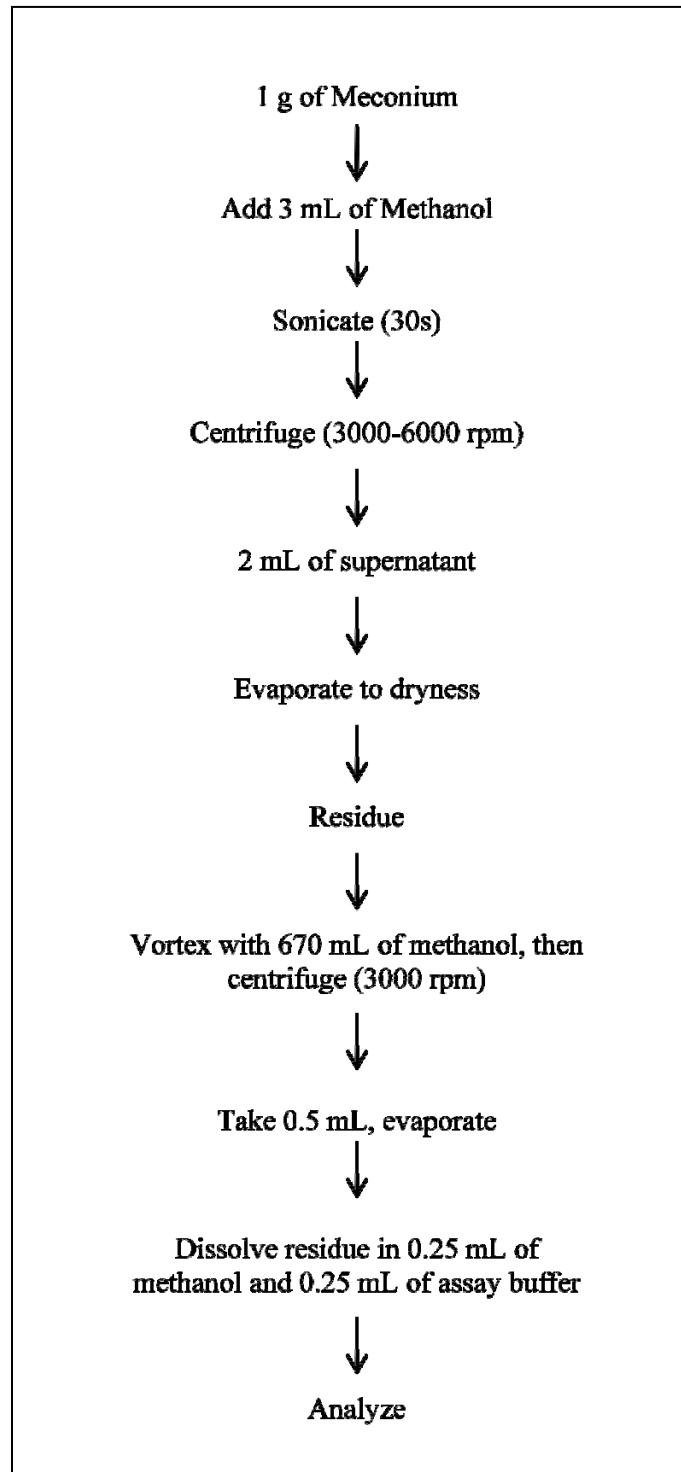 1 g of Meconium
Add 3 mL of Methanol
Sonicate (30s)
Centrifuge (3000-6000 rpm)
2 mL of supernatant
Evaporate to dryness
Residue
Vortex with 670 mL of methanol, then
centrifuge (3000 rpm)
Take 0.5 mL, evaporate
Dissolve residue in 0.25 mL of
methanol and 0.25 mL of assay buffer
Analyze